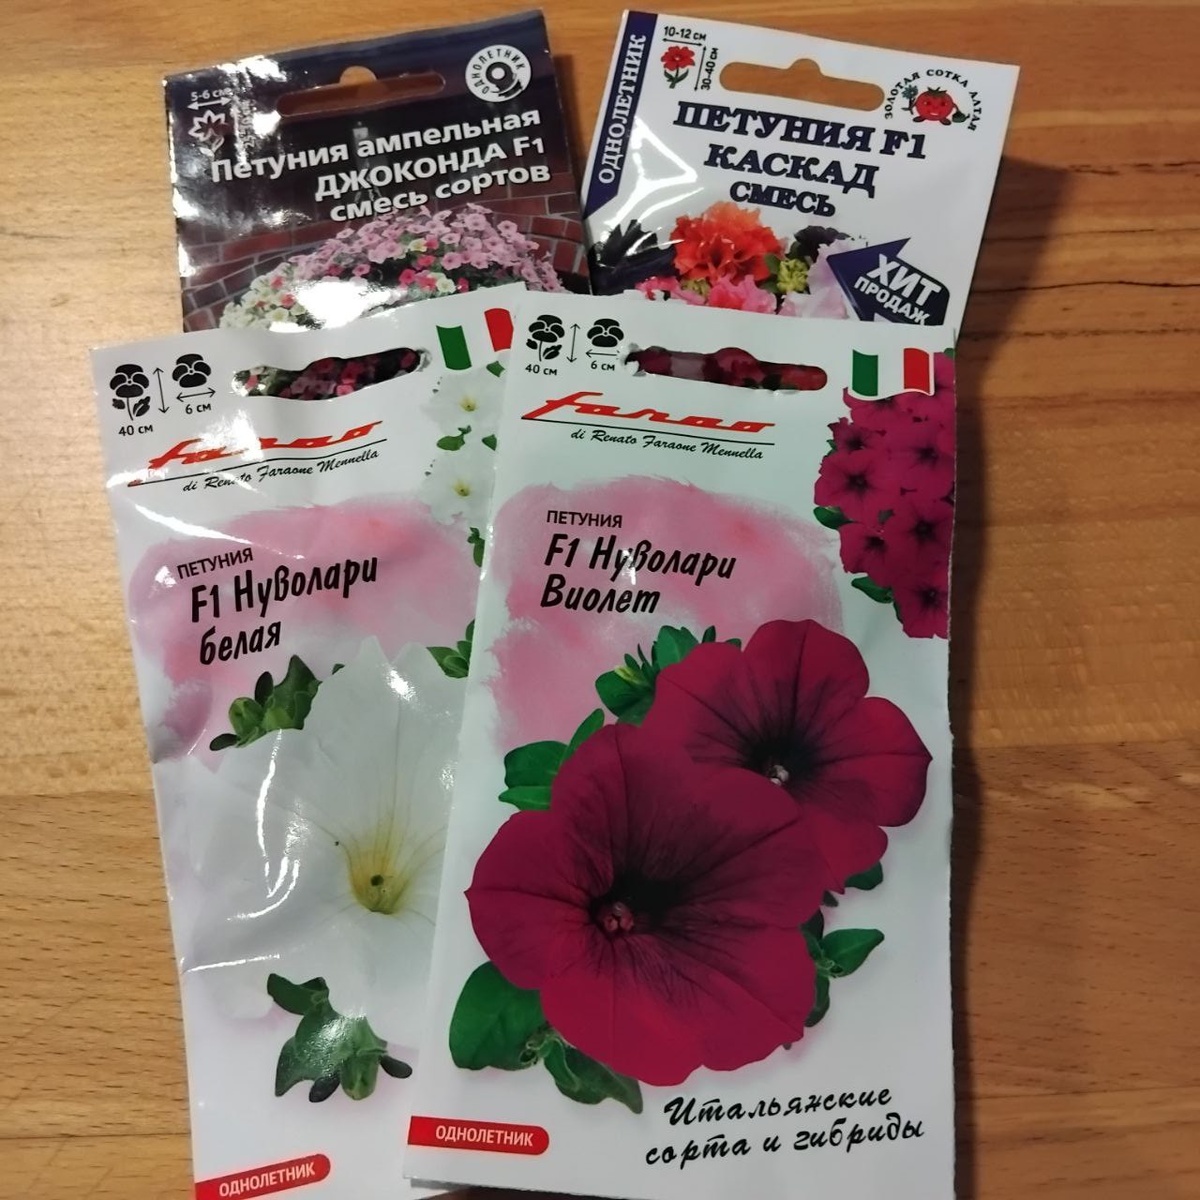 5-6 см
ОДНОЛЕТНИК
Петуния ампельная
ДЖОКОНДА F1
смесь сортов
ОДНОЛЕТНИК
10-12 см
30-40 см
ЗОЛОТАЯ СОТКА АЛТАЯ
ПЕТУНИЯ F1
КАСКАД
СМЕСЬ
ХИТ
ПРОДАЖ
40 см
6 см
farao
di Renato Faraone Mennella
ПЕТУНИЯ
F1 Нуволари
белая
ОДНОЛЕТНИК
40 см
6 см
farao
di Renato Faraone Mennella
ПЕТУНИЯ
F1 Нуволари
Виолет
ОДНОЛЕТНИК
Итальянские
сорта и гибриды